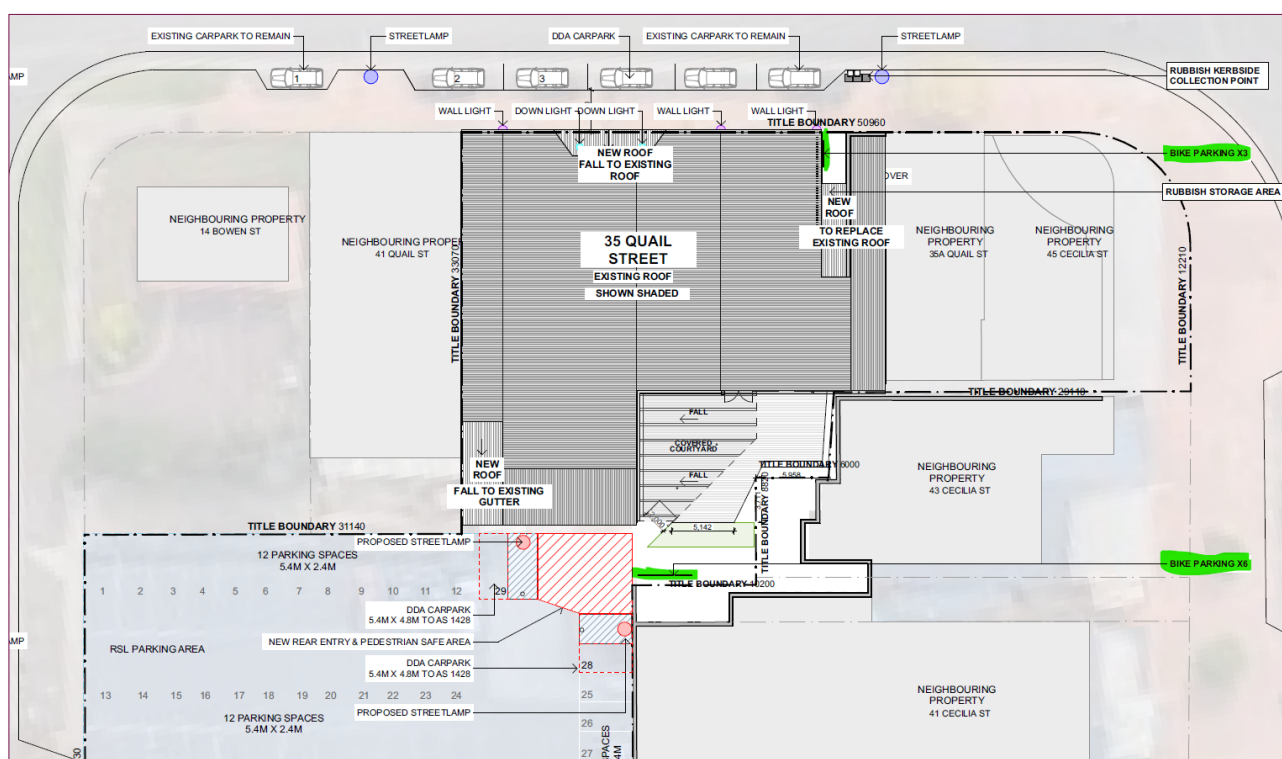 EXISTING CARPARK TO REMAIN
STREETLAMP
DDA CARPARK
EXISTING CARPARK TO REMAIN
STREETLAMP
1
2
3
RUBBISH KERBSIDE
COLLECTION POINT
WALL LIGHT
DOWN LIGHT
DOWN LIGHT
WALL LIGHT
WALL LIGHT
TITLE BOUNDARY 50960
BIKE PARKING X3
NEW ROOF
FALL TO EXISTING
ROOF
OVER
RUBBISH STORAGE AREA
NEW
ROOF
TO REPLACE
EXISTING ROOF
NEIGHBOURING PROPERTY
14 BOWEN ST
NEIGHBOURING PROPE
41 QUAIL ST
TITLE BOUNDARY 33070
35 QUAIL
STREET
EXISTING ROOF
SHOWN SHADED
NEIGHBOURING
PROPERTY
35A QUAIL ST
NEIGHBOURING
PROPERTY
45 CECILIA ST
TITLE BOUNDARY 12210
TITLE BOUNDARY 29110
FALL
COVERED
COURTYARD
FALL
NEW
ROOF
FALL TO EXISTING
GUTTER
TITLE BOUNDARY 6000
5,958
TITLE BOUNDARY 8820
5,142
NEIGHBOURING
PROPERTY
43 CECILIA ST
TITLE BOUNDARY 31140
PROPOSED STREETLAMP
12 PARKING SPACES
5.4M X 2.4M
1 2 3 4 5 6 7 8 9 10 11 12
29
BIKE PARKING X6
DDA CARPARK
5.4M X 4.8M TO AS 1428
NEW REAR ENTRY & PEDESTRIAN SAFE AREA
RSL PARKING AREA
DDA CARPARK
5.4M X 4.8M TO AS 1428
28
13 14 15 16 17 18 19 20 21 22 23 24
25
PROPOSED STREETLAMP
12 PARKING SPACES
5.4M X 2.4M
26
27
NEIGHBOURING
PROPERTY
41 CECILIA ST